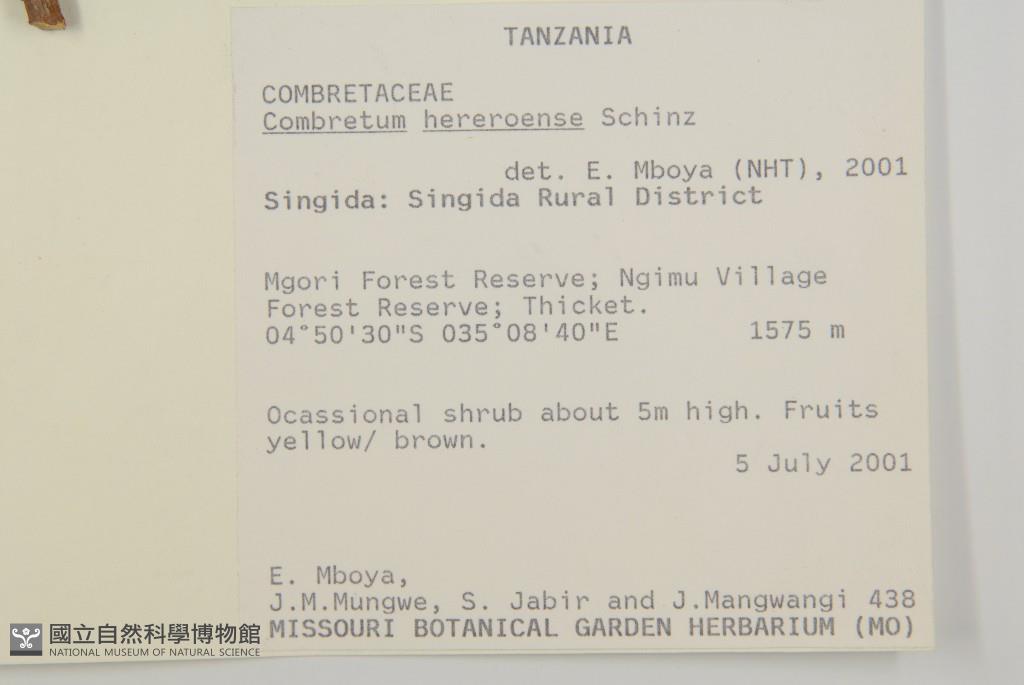 TANZANIA
COMBRETACEAE
Combretum hereroense Schinz
det. E. Mboya (NHT), 2001
Singida: Singida Rural District
Mgori Forest Reserve; Ngimu Village
Forest Reserve; Thicket.
04°50'30"S 035°08'40"E 1575 m
Ocassional shrub about 5m high. Fruits
yellow/ brown.
5 July 2001
E. Mboya,
J.M.Mungwe, S. Jabir and J.Mangwangi 438
MISSOURI BOTANICAL GARDEN HERBARIUM (MO)
國立自然科學博物館
NATIONAL MUSEUM OF NATURAL SCIENCE